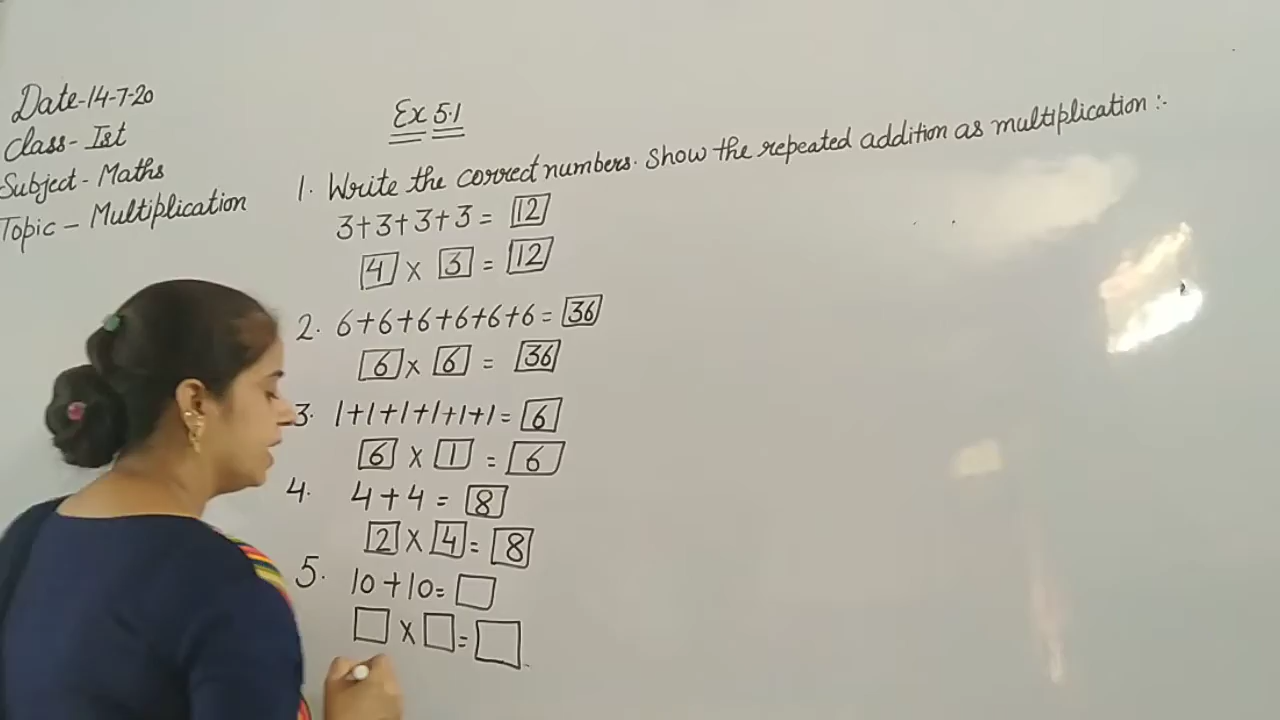 Date-14-7-20
Class-Ist
Subject-Maths
Topic-Multiplication
Ex 5.1
1. Write the correct numbers. Show the repeated addition as multiplication:-
3+3+3+3= 12
4 x 3 = 12
2. 6+6+6+6+6+6= 36
6 x 6 = 36
3. 1+1+1+1+1+1= 6
6 x 1 = 6
4. 4+4= 8
2 x 4 = 8
5. 10+10= □
□ x □ = □